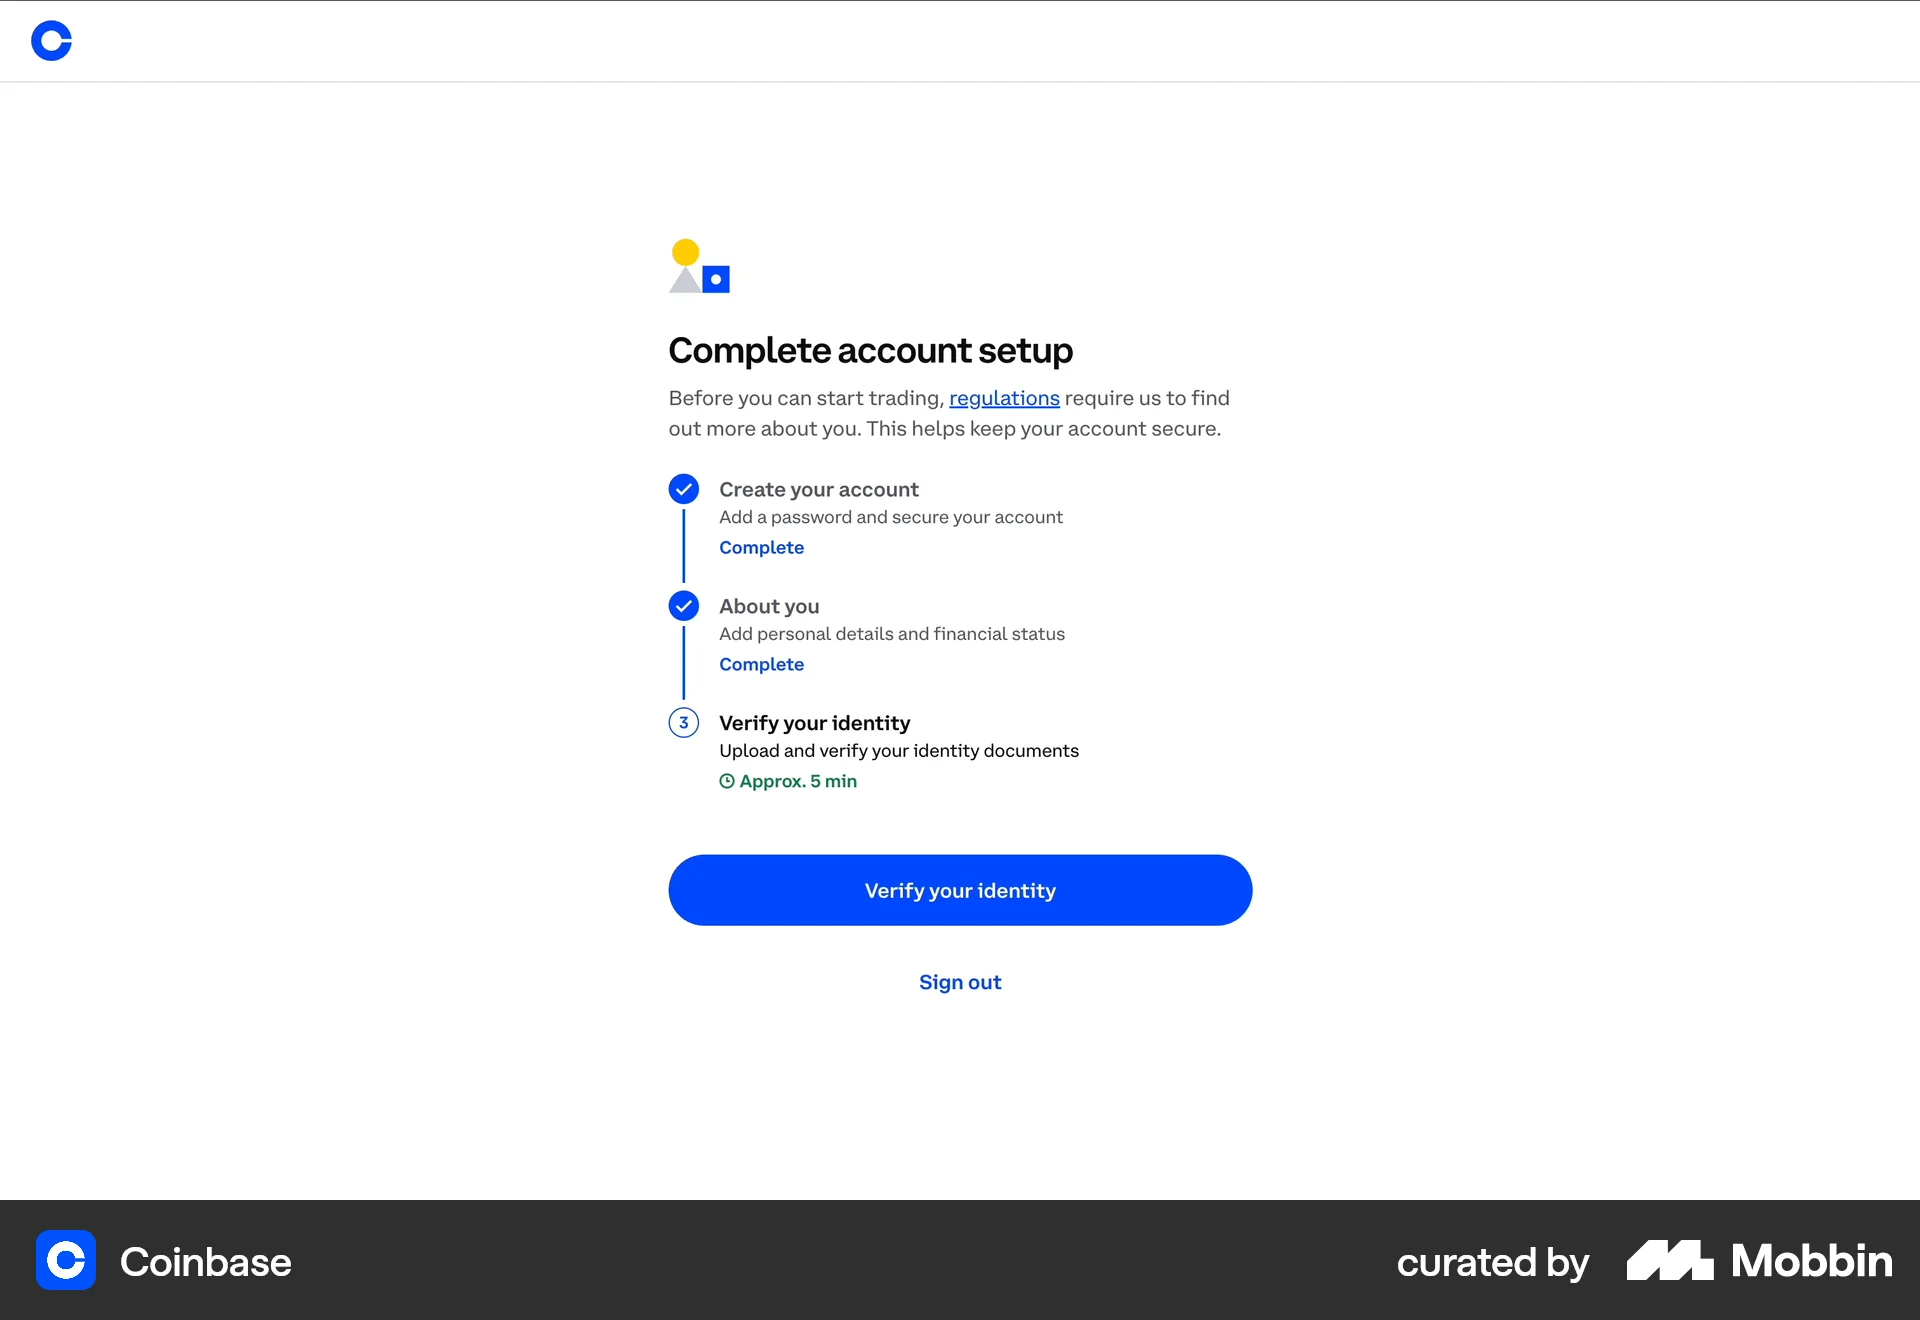 Complete account setup
Before you can start trading, regulations require us to find
out more about you. This helps keep your account secure.
Create your account
Add a password and secure your account
Complete
About you
Add personal details and financial status
Complete
3
Verify your identity
Upload and verify your identity documents
Approx. 5 min
Verify your identity
Sign out
Coinbase
curated by Mobbin